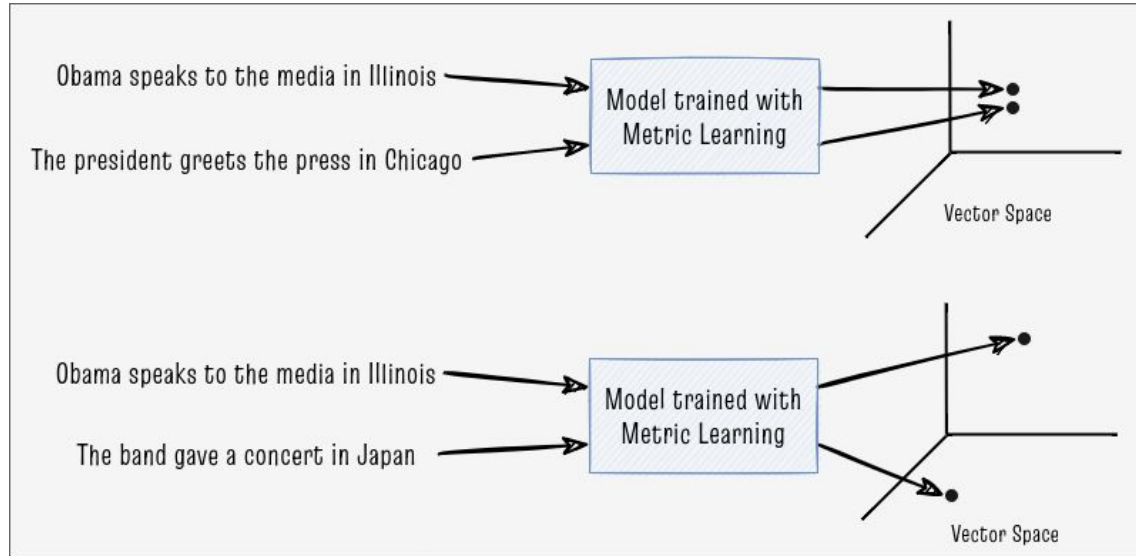 Obama speaks to the media in Illinois
The president greets the press in Chicago
Model trained with
Metric Learning
Vector Space
Obama speaks to the media in Illinois
The band gave a concert in Japan
Model trained with
Metric Learning
Vector Space